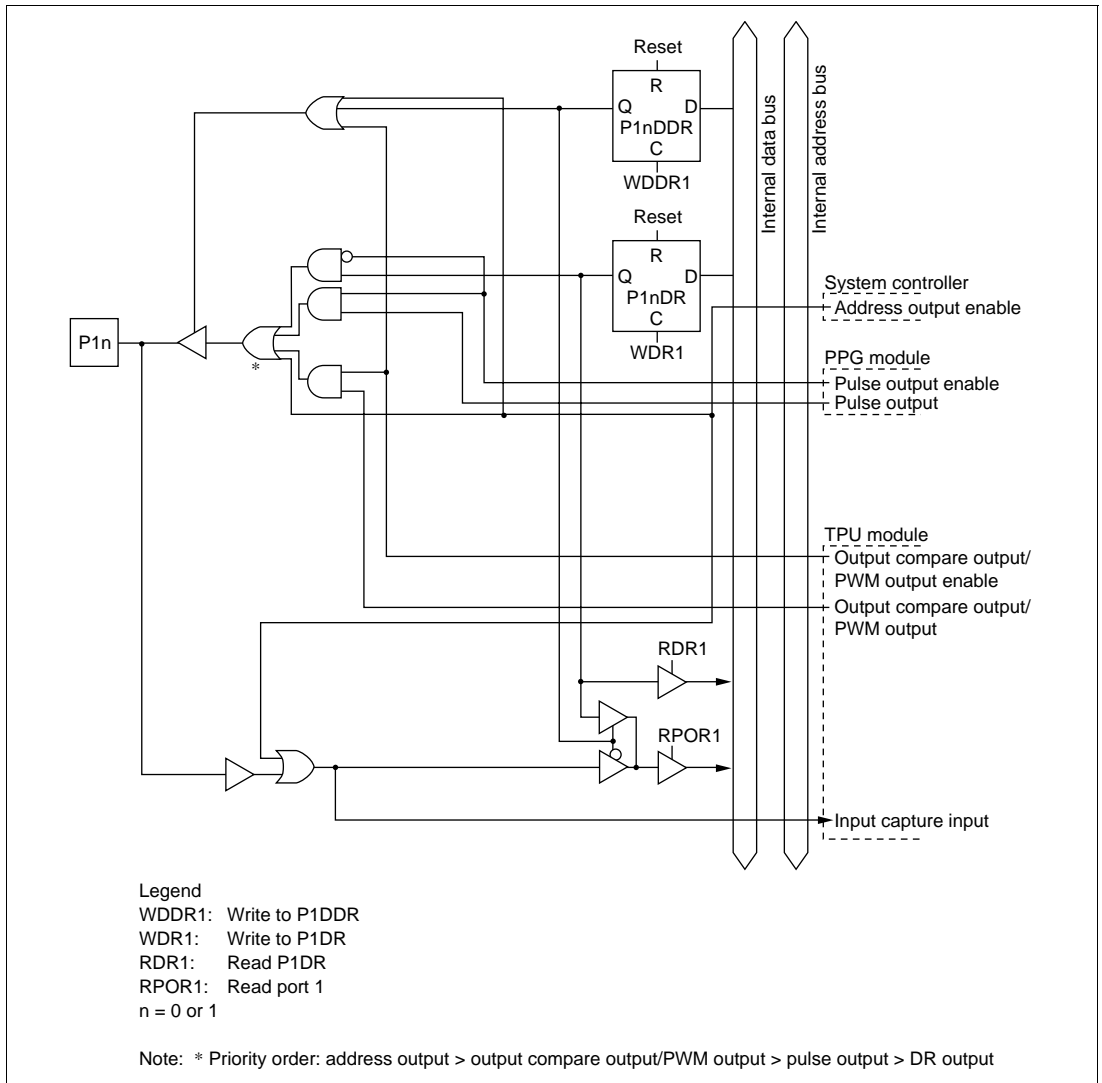 Reset
R
Q D
P1nDDR
C
WDDR1
Internal data bus
Internal address bus
Reset
R
Q D
P1nDR
C
WDR1
System controller
Address output enable
P1n
*
PPG module
Pulse output enable
Pulse output
TPU module
Output compare output/
PWM output enable
Output compare output/
PWM output
RDR1
RPOR1
Input capture input
Legend
WDDR1: Write to P1DDR
WDR1: Write to P1DR
RDR1: Read P1DR
RPOR1: Read port 1
n = 0 or 1
Note: * Priority order: address output > output compare output/PWM output > pulse output > DR output